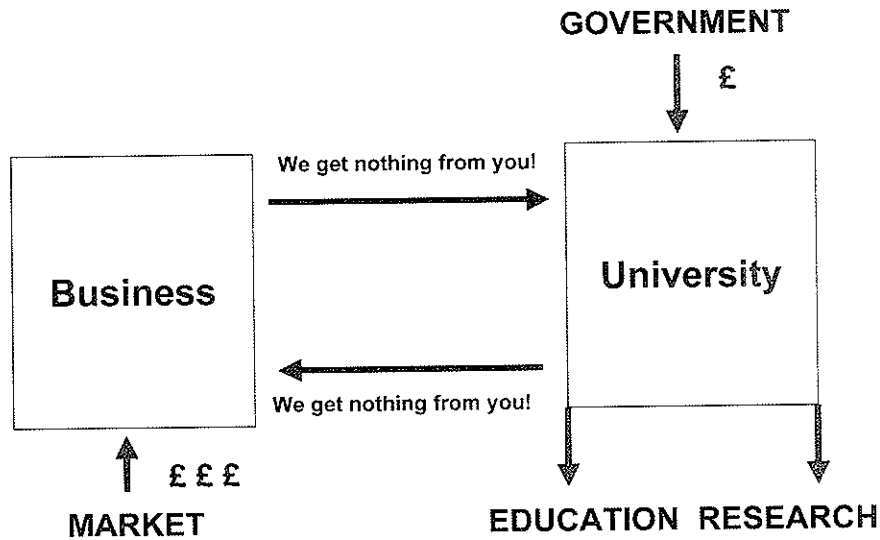 GOVERNMENT
£
We get nothing from you!
Business
University
We get nothing from you!
£ £ £
MARKET
EDUCATION RESEARCH